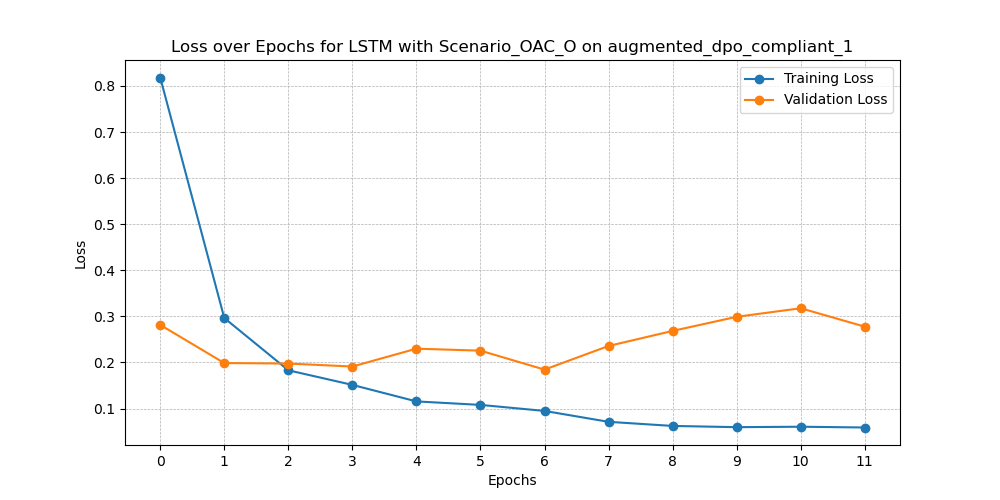 Loss over Epochs for LSTM with Scenario_OAC_O on augmented_dpo_compliant_1
Training Loss
Validation Loss
0.8
0.7
0.6
0.5
0.4
0.3
0.2
0.1
Loss
0 1 2 3 4 5 6 7 8 9 10 11
Epochs